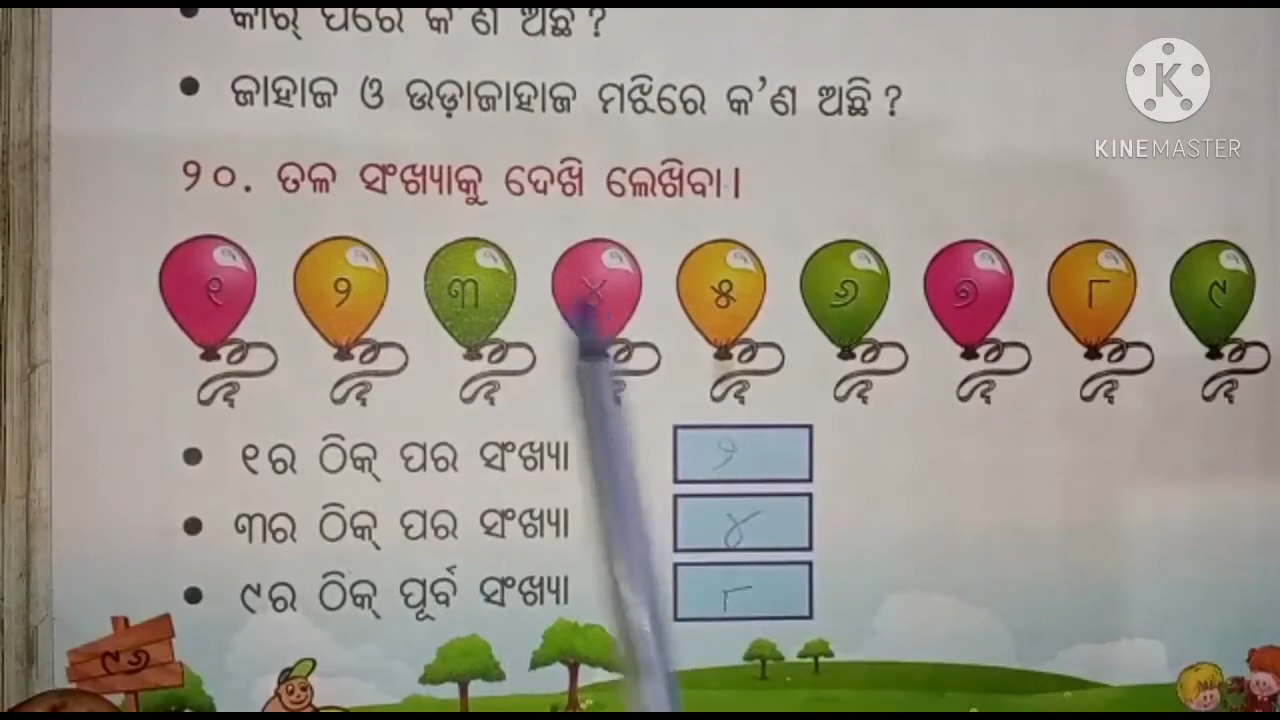 କାର୍ ପରେ କ'ଣ ଅଛି ?
K
KINEMASTER
• ଜାହାଜ ଓ ଉଡ଼ାଜାହାଜ ମଝିରେ କ'ଣ ଅଛି ?
୨୦. ତଳ ସଂଖ୍ୟାକୁ ଦେଖି ଲେଖିବା ।
୧ ୨ ୩ ୪ ୫ ୬ ୭ ୮ ୯
• ୧ର ଠିକ୍ ପର ସଂଖ୍ୟା ୨
• ୩ର ଠିକ୍ ପର ସଂଖ୍ୟା ୪
• ୯ର ଠିକ୍ ପୂର୍ବ ସଂଖ୍ୟା ୮
୯୬